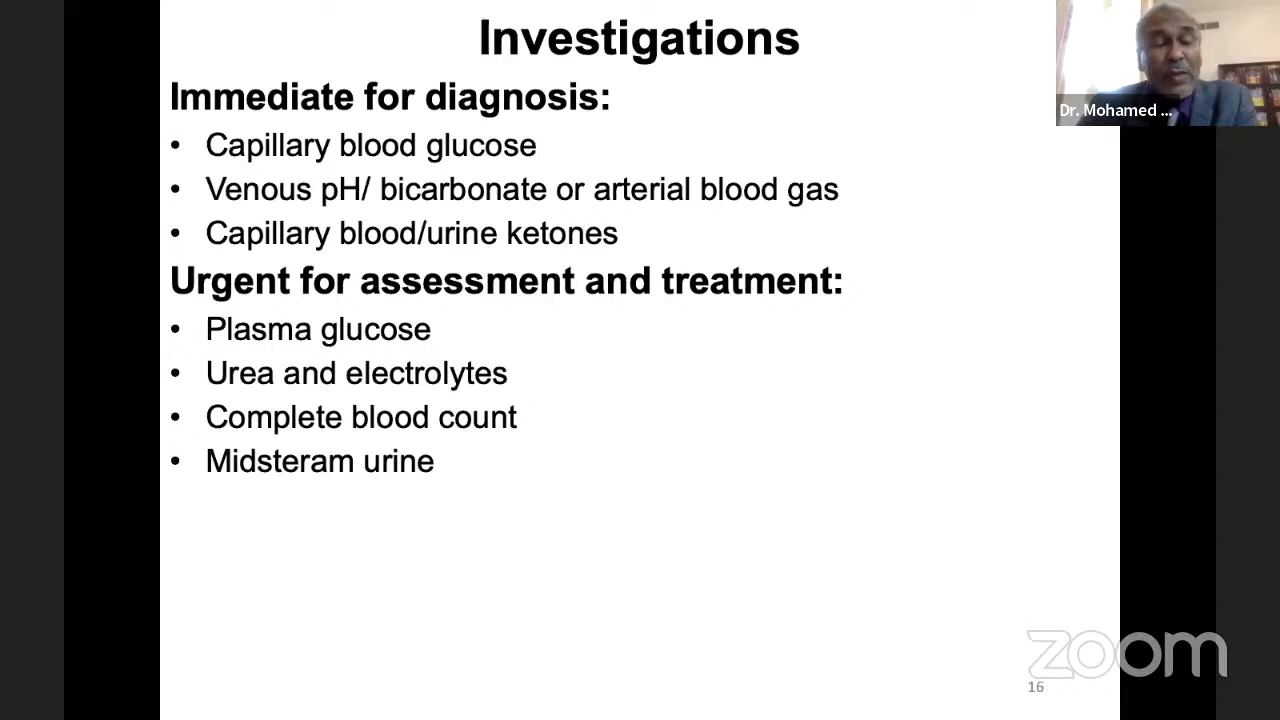 Investigations
Immediate for diagnosis:
• Capillary blood glucose
• Venous pH/ bicarbonate or arterial blood gas
• Capillary blood/urine ketones
Urgent for assessment and treatment:
• Plasma glucose
• Urea and electrolytes
• Complete blood count
• Midsteram urine
Dr. Mohamed ...
zoom
16